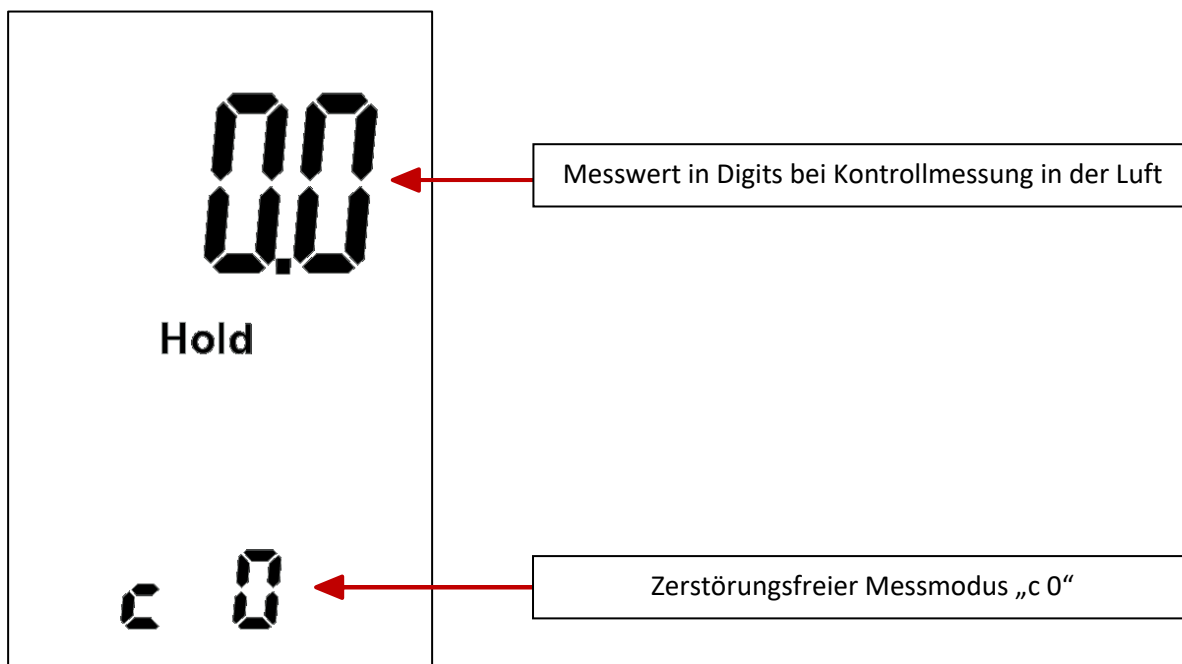 0.0
Messwert in Digits bei Kontrollmessung in der Luft
Hold
c 0
Zerstörungsfreier Messmodus „c 0“